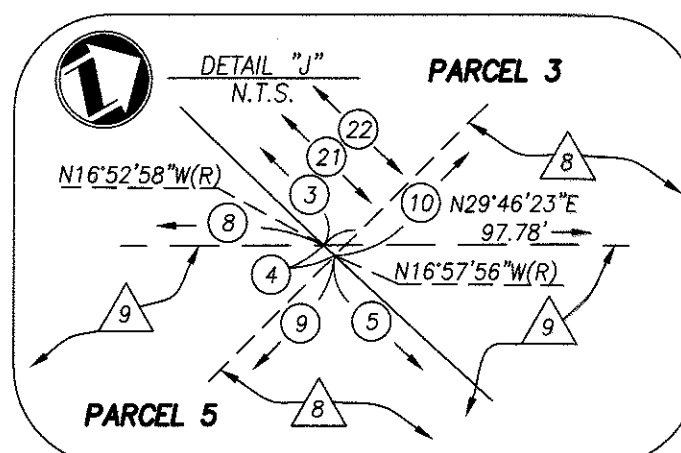 DETAIL "J"
N.T.S.
PARCEL 3
22
8
21
N16°52'58"W(R)
3
10
N29°46'23"E
8
97.78'
4
N16°57'56"W(R)
9
9
9
5
PARCEL 5
8